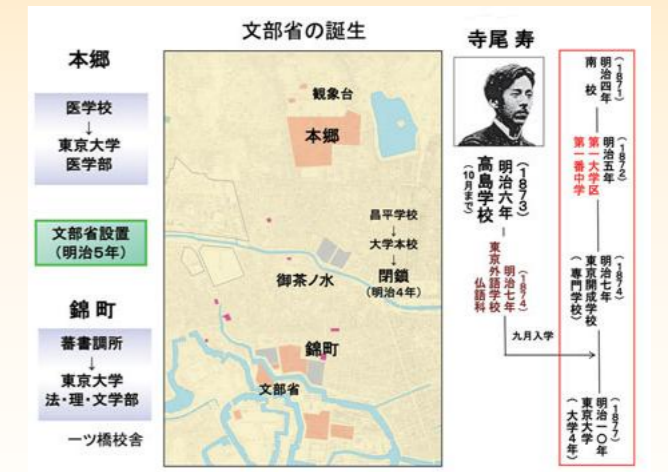 文部省の誕生
本郷
医学校
↓
東京大学
医学部
文部省設置
(明治5年)
錦町
蕃書調所
↓
東京大学
法・理・文学部
一ツ橋校舎
観象台
本郷
昌平学校
↓
大学本校
↓
閉鎖
(明治4年)
御茶ノ水
錦町
文部省
寺尾 寿
(1873)
明治六年
高島学校
(10月まで)
(1874)
明治七年
東京外語学校
仏語科
九月入学
(1871)
明治四年
南校
(1872)
明治五年
第一大学区
第一番中学
(1874)
明治七年
東京開成学校
(専門学校)
(1877)
明治一〇年
東京大学
(大学4年)